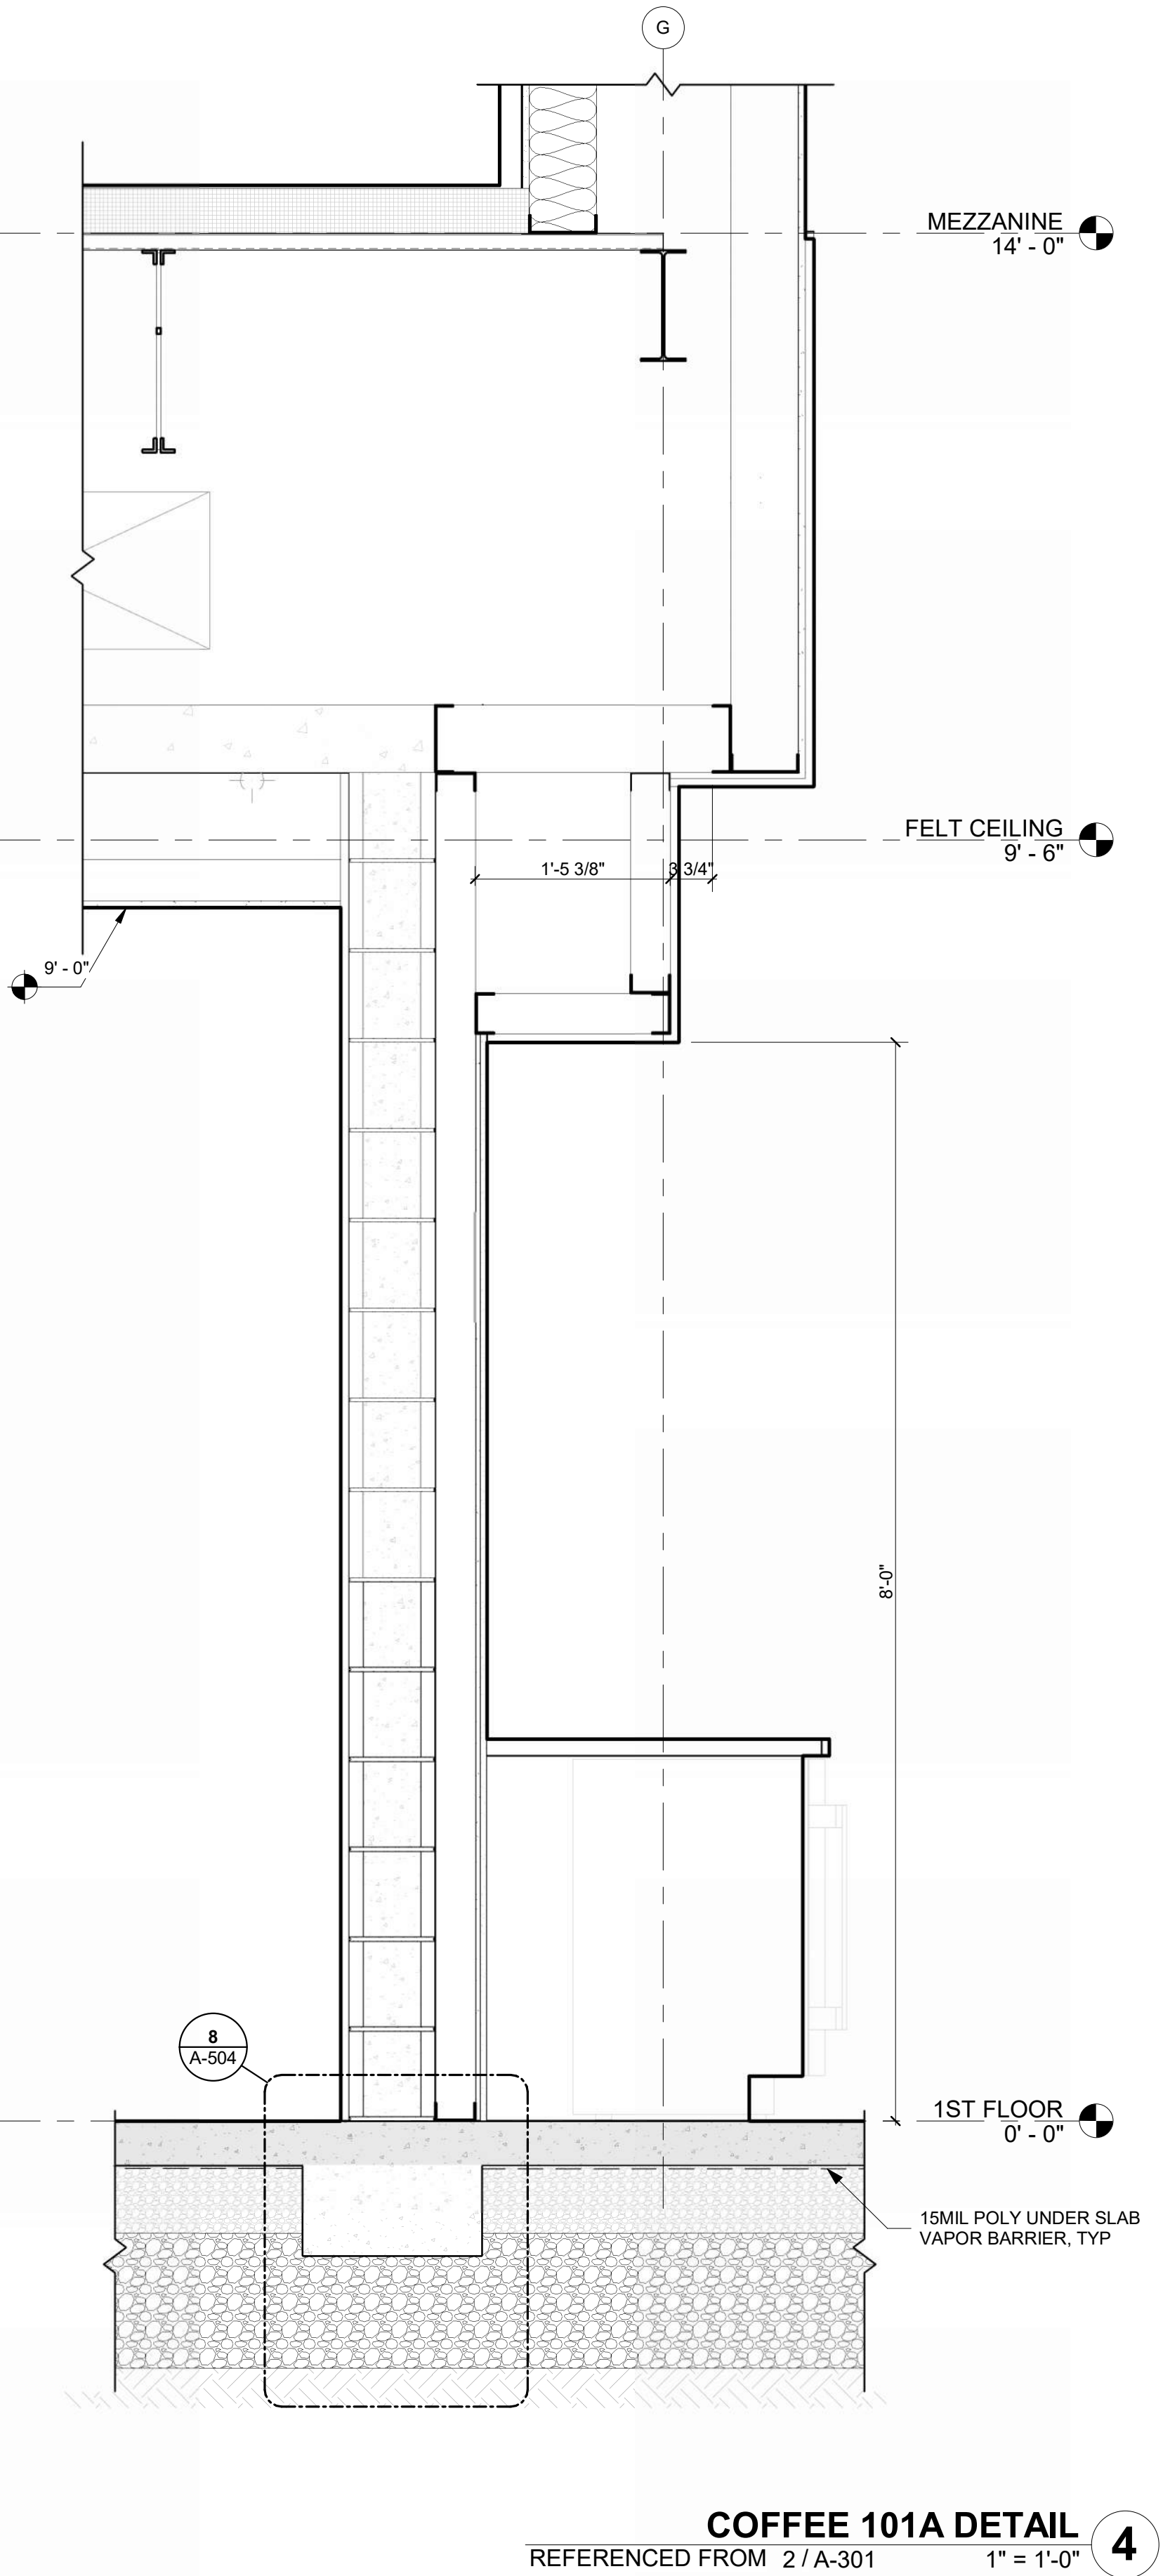 G
MEZZANINE
14' - 0"
FELT CEILING
9' - 6"
1'-5 3/8"
3 3/4"
9' - 0"
8'-0"
8
A-504
1ST FLOOR
0' - 0"
15MIL POLY UNDER SLAB
VAPOR BARRIER, TYP
COFFEE 101A DETAIL
4
REFERENCED FROM 2 / A-301
1" = 1'-0"